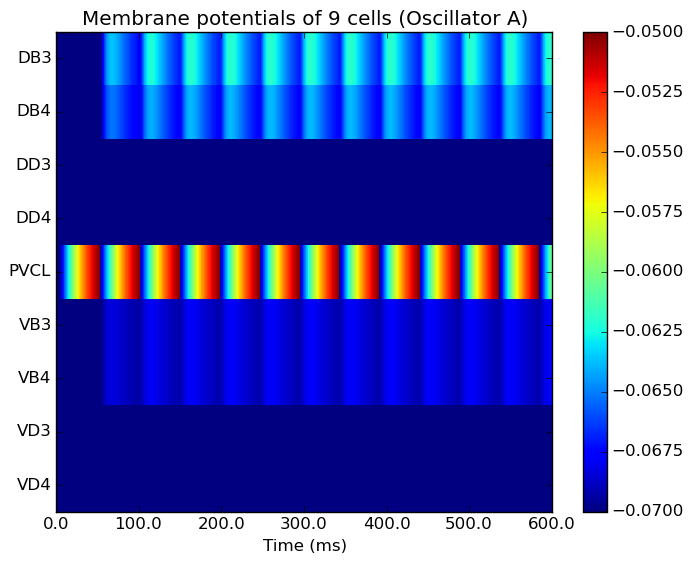 Membrane potentials of 9 cells (Oscillator A)
DB3
DB4
DD3
DD4
PVCL
VB3
VB4
VD3
VD4
0.0 100.0 200.0 300.0 400.0 500.0 600.0
Time (ms)
−0.0500
−0.0525
−0.0550
−0.0575
−0.0600
−0.0625
−0.0650
−0.0675
−0.0700